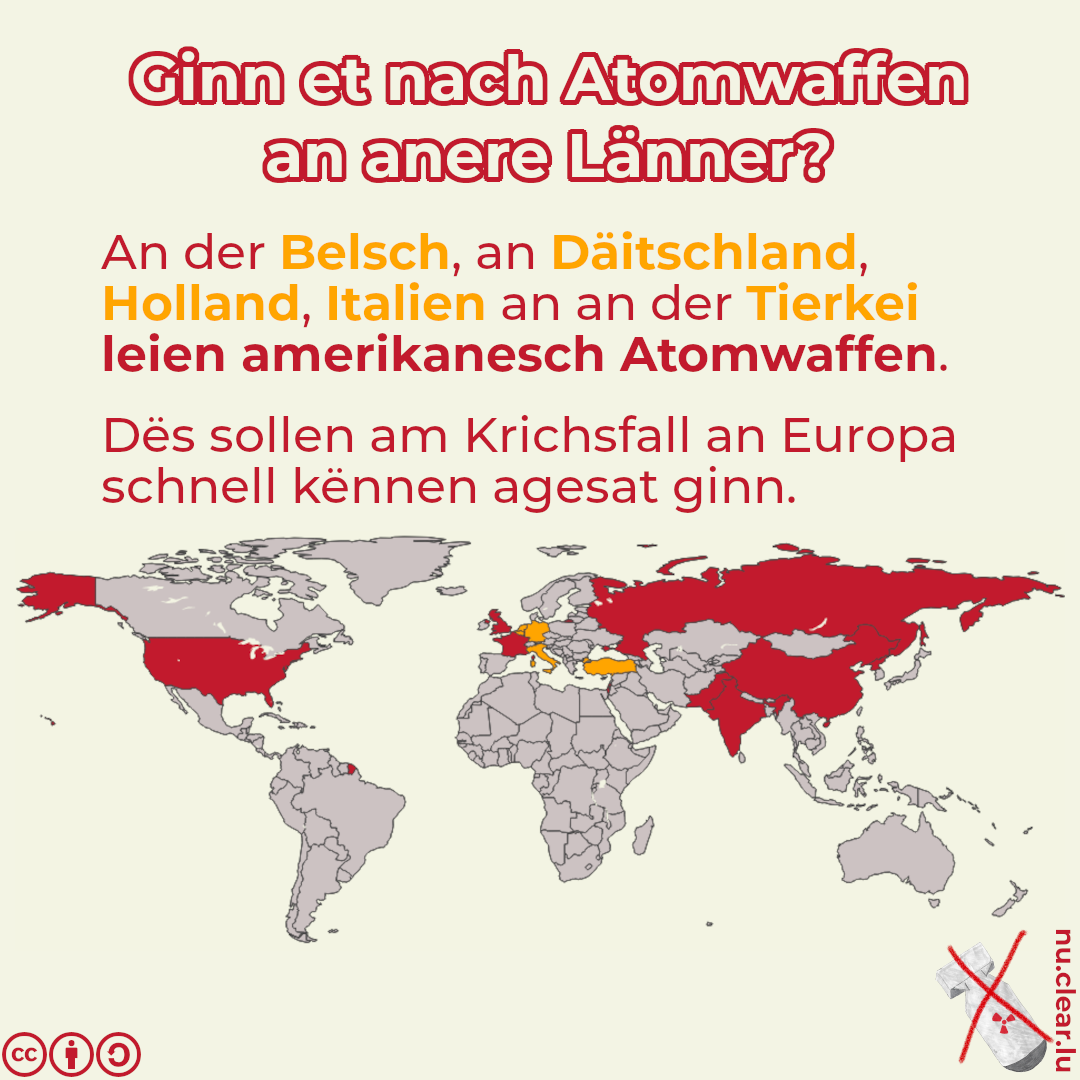 Ginn et nach Atomwaffen
an anere Länner?
An der Belsch, an Däitschland,
Holland, Italien an an der Tierkei
leien amerikanesch Atomwaffen.
Dës sollen am Krichsfall an Europa
schnell kënnen agesat ginn.
nu.clear.lu
cc